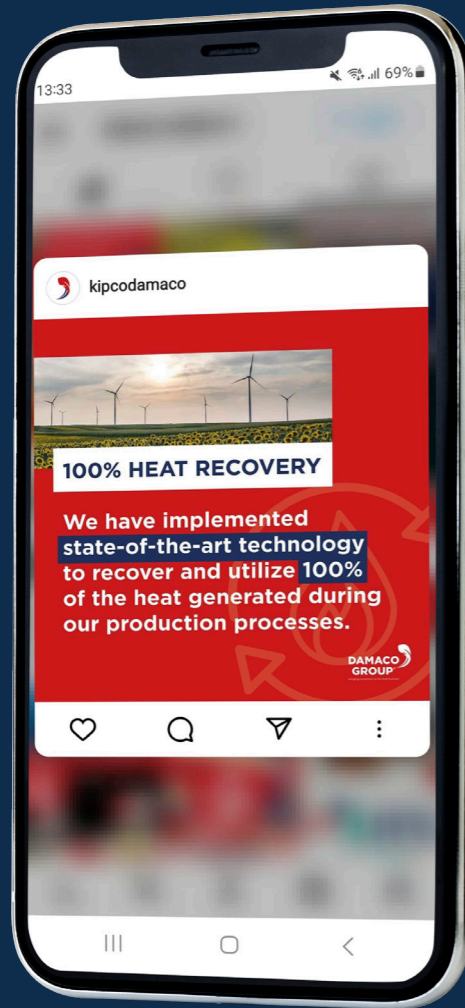 13:33
69%
kipcodamaco
100% HEAT RECOVERY
We have implemented
state-of-the-art technology
to recover and utilize 100%
of the heat generated during
our production processes.
DAMACO
GROUP